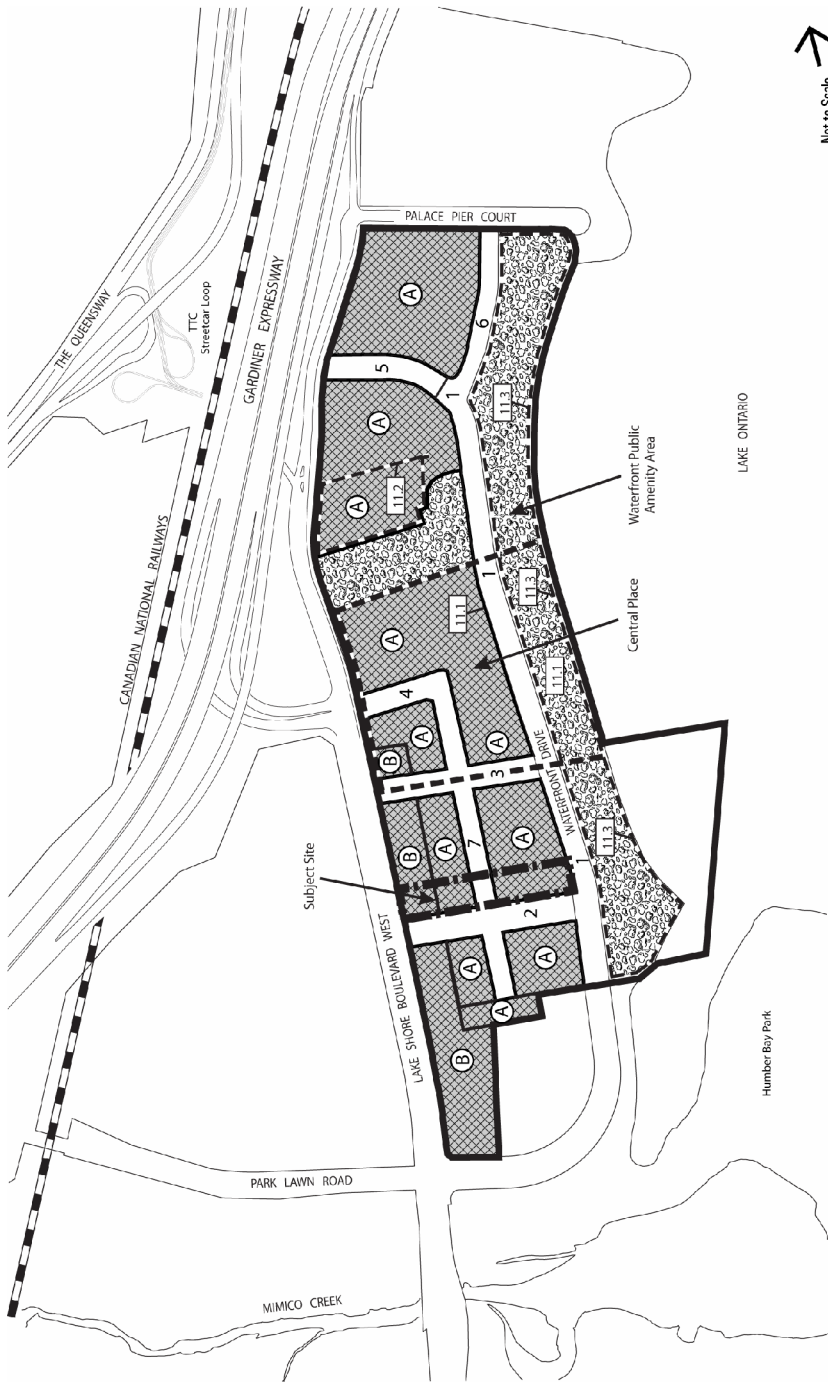 Not to Scale
THE QUEENSWAY
TTC
Streetcar Loop
CANADIAN NATIONAL RAILWAYS
GARDINER EXPRESSWAY
PALACE PIER COURT
A
6
5
1
A
11.3
A
11.2
Waterfront Public
Amenity Area
LAKE ONTARIO
1
11.3
11.1
A
Central Place
11.1
4
A
B
A
3
WATERFRONT DRIVE
B
A
7
A
1
11.3
Subject Site
2
LAKE SHORE BOULEVARD WEST
A
A
A
B
Humber Bay Park
PARK LAWN ROAD
MIMICO CREEK